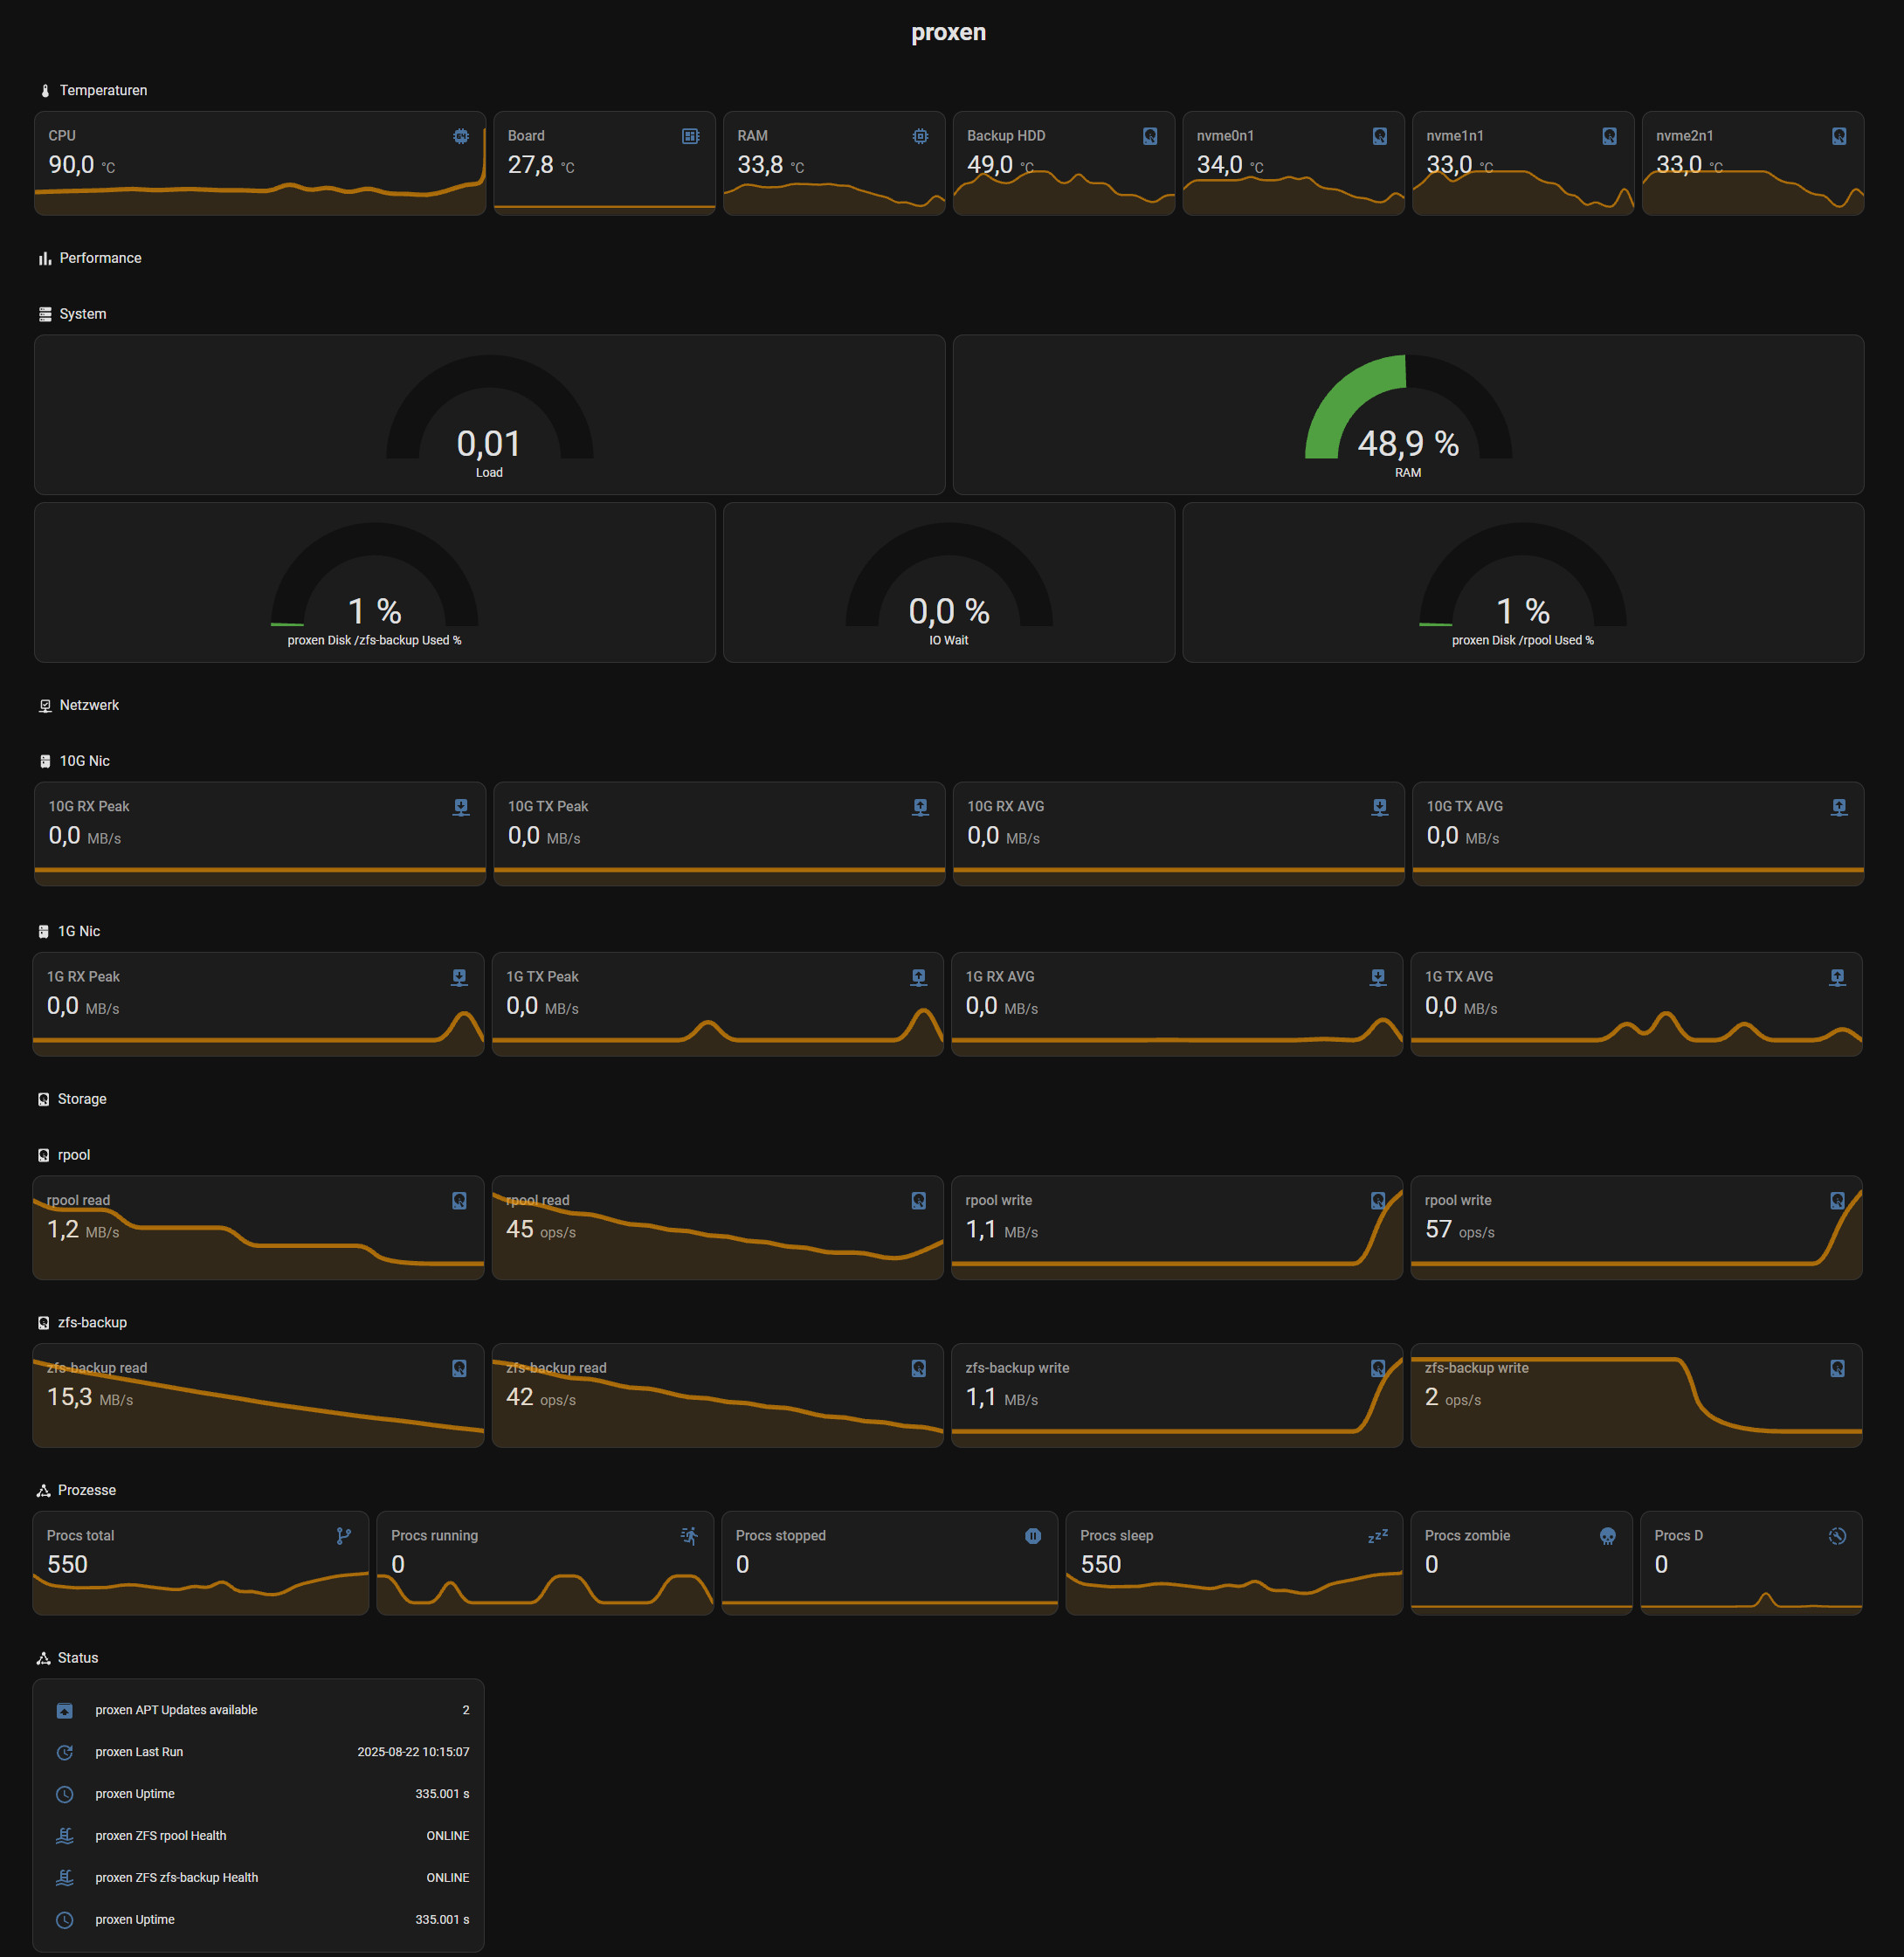 proxen
Temperaturen
CPU
90,0 °C
Board
27,8 °C
RAM
33,8 °C
Backup HDD
49,0 °C
nvme0n1
34,0 °C
nvme1n1
33,0 °C
nvme2n1
33,0 °C
Performance
System
0,01
Load
48,9 %
RAM
1 %
proxen Disk /zfs-backup Used %
0,0 %
IO Wait
1 %
proxen Disk /rpool Used %
Netzwerk
10G Nic
10G RX Peak
0,0 MB/s
10G TX Peak
0,0 MB/s
10G RX AVG
0,0 MB/s
10G TX AVG
0,0 MB/s
1G Nic
1G RX Peak
0,0 MB/s
1G TX Peak
0,0 MB/s
1G RX AVG
0,0 MB/s
1G TX AVG
0,0 MB/s
Storage
rpool
rpool read
1,2 MB/s
rpool read
45 ops/s
rpool write
1,1 MB/s
rpool write
57 ops/s
zfs-backup
zfs-backup read
15,3 MB/s
zfs-backup read
42 ops/s
zfs-backup write
1,1 MB/s
zfs-backup write
2 ops/s
Prozesse
Procs total
550
Procs running
0
Procs stopped
0
Procs sleep
550
Procs zombie
0
Procs D
0
Status
proxen APT Updates available 2
proxen Last Run 2025-08-22 10:15:07
proxen Uptime 335.001 s
proxen ZFS rpool Health ONLINE
proxen ZFS zfs-backup Health ONLINE
proxen Uptime 335.001 s